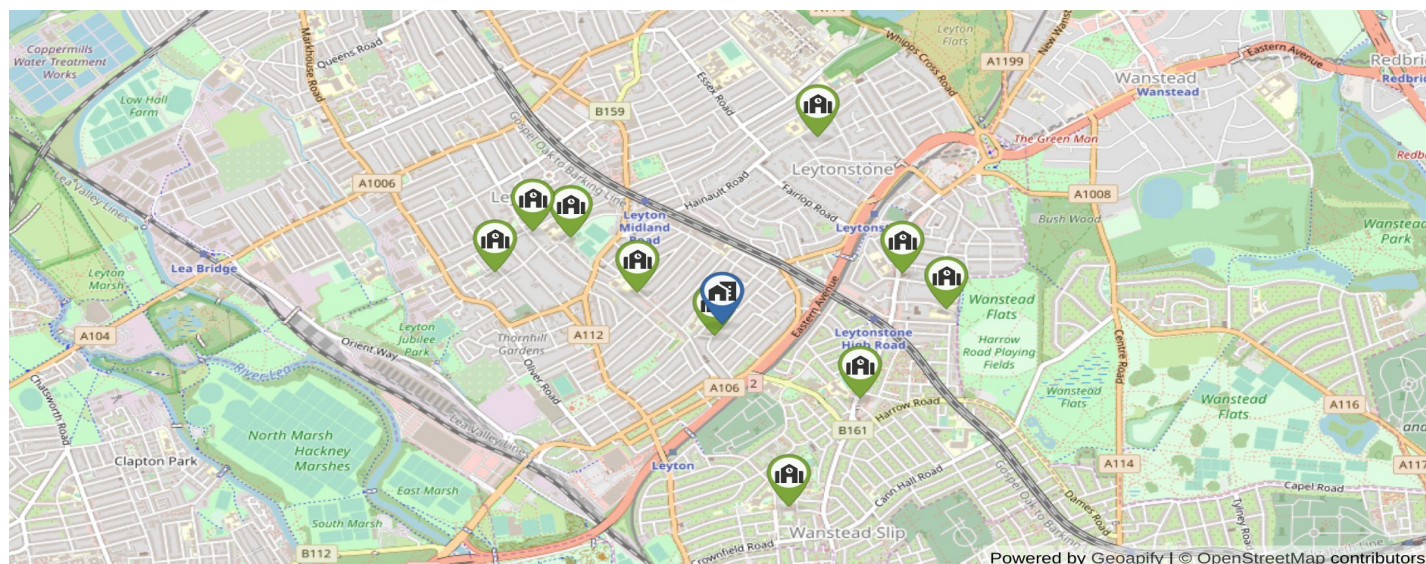 Coppermills
Water Treatment
Works
Low Hall
Farm
Markhouse Road
Queens Road
B159
Essex Road
Whipps Cross Road
Leyton
Flats
A1199
Eastern Avenue
Wanstead
Wanstead
The Green Man
Gospel Oak to Barking Line
Leytonstone
A1006
A1008
Hainault Road
Fairlop Road
Bush Wood
Lea Valley Lines
Leyton
Midland
Road
Wanstead
Park
Lea Bridge
Leyton
Marsh
Wanstead
Flats
Eastern Avenue
A104
Orient Way
Leyton
Jubilee
Park
Thornhill
Gardens
A112
Leytonstone
High Road
Harrow
Road Playing
Fields
Centre Road
River Lea
Oliver Road
A106
2
Wanstead
Flats
Wanstead
Flats
A116
Chatsworth Road
Harrow Road
Lea Valley Lines
B161
North Marsh
Hackney
Marshes
Clapton Park
Leyton
A114
Cann Hall Road
East Marsh
Capel Road
Dames Road
South Marsh
Tylney Road
Wanstead Slip
B112
Crownfield Road
Powered by Geoapify | © OpenStreetMap contributors